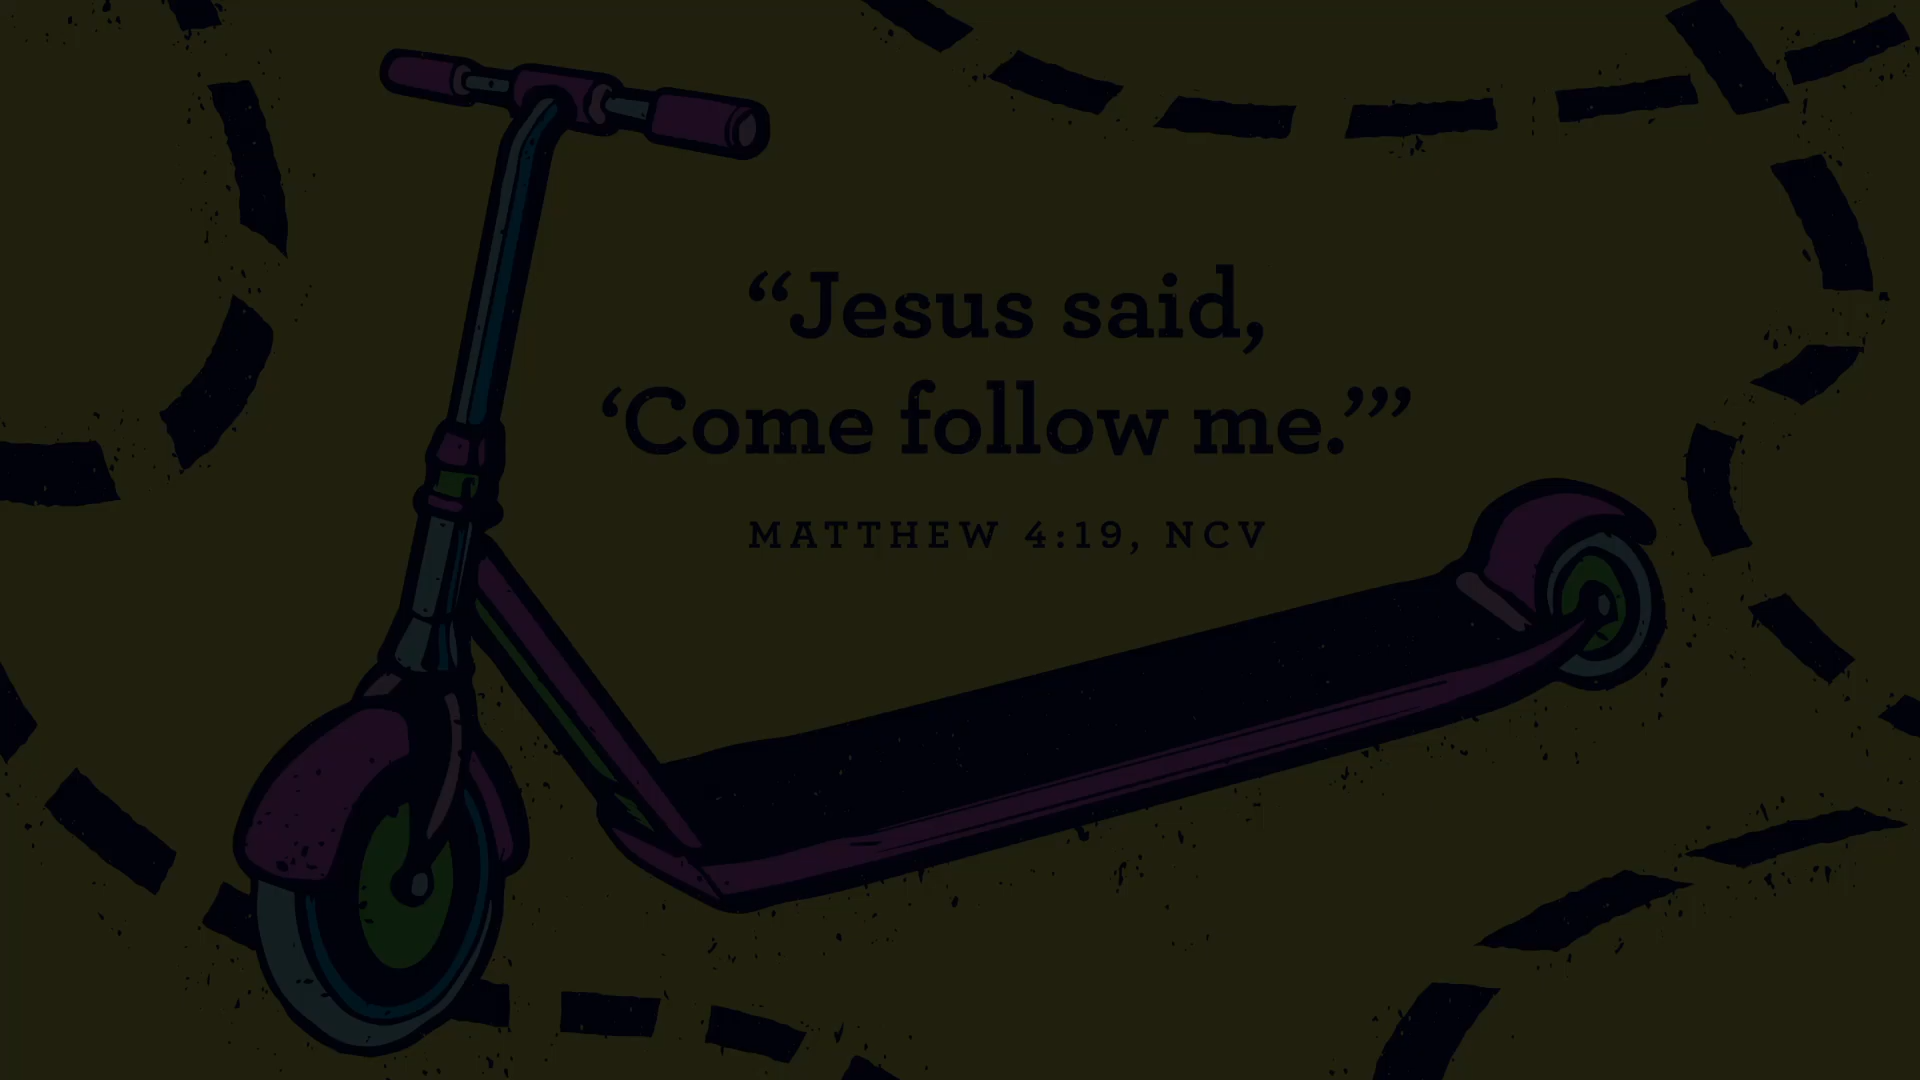 “Jesus said,
‘Come follow me.’”’
MATTHEW 4:19, NCV